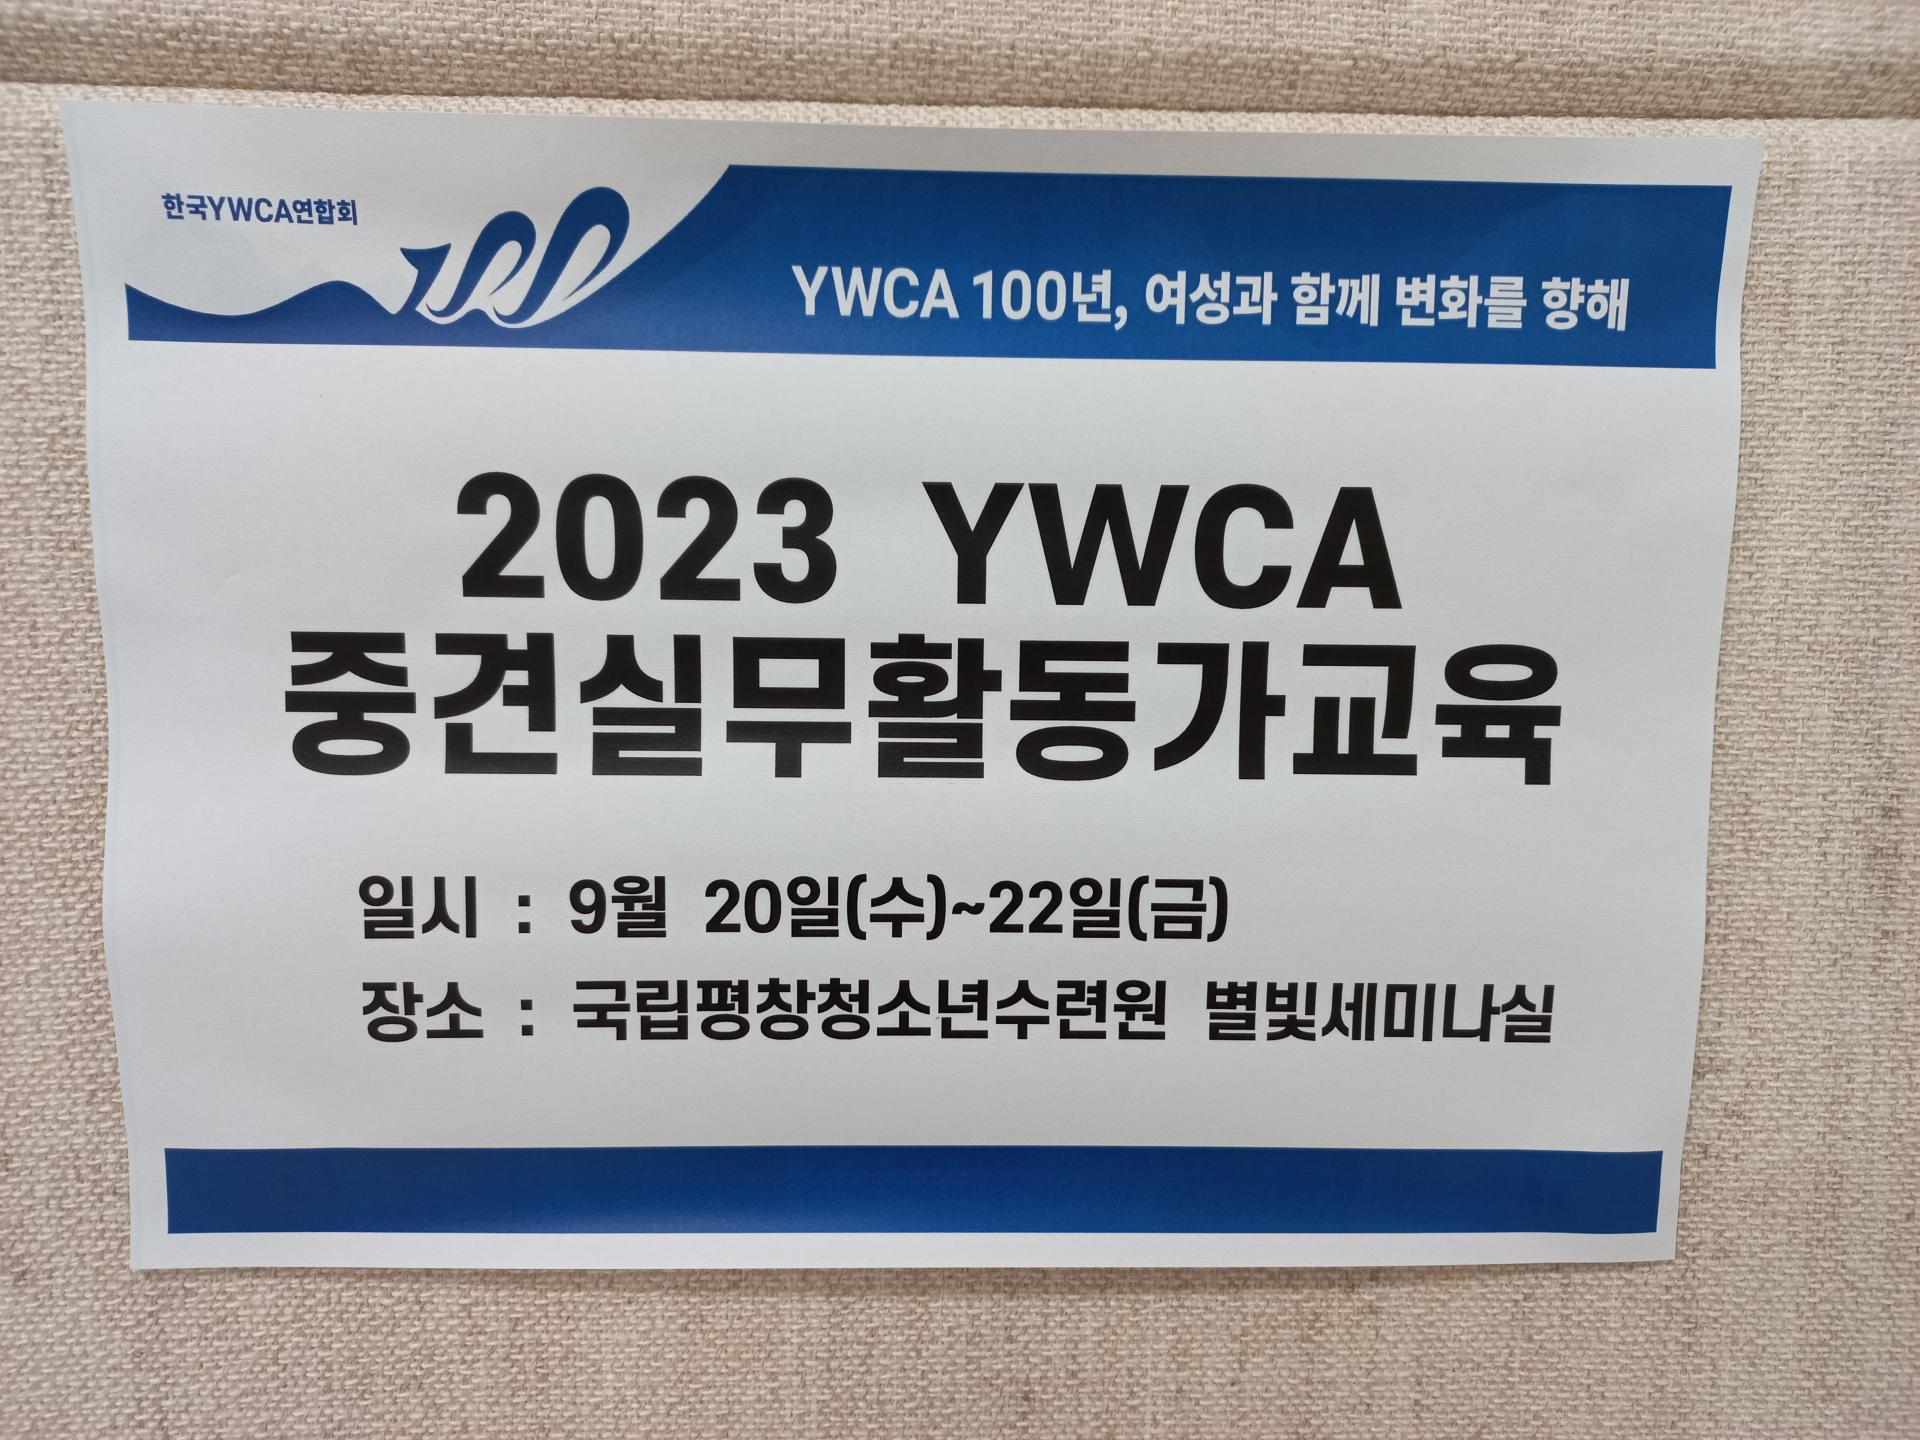 한국YWCA연합회
YWCA 100년, 여성과 함께 변화를 향해
2023 YWCA
중견실무활동가교육
일시 : 9월 20일(수)~22일(금)
장소 : 국립평창청소년수련원 별빛세미나실